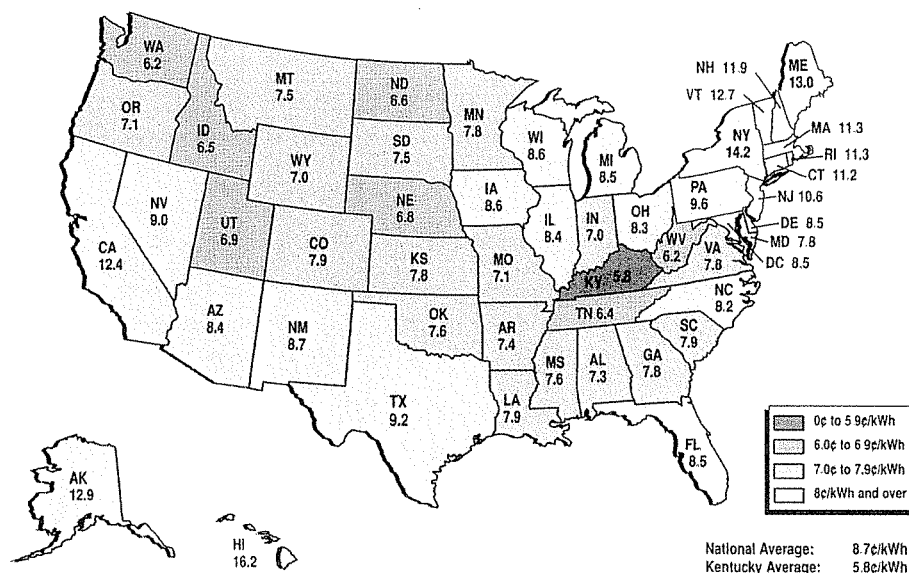 WA
6.2
MT
7.5
ND
6.6
MN
7.8
OR
7.1
ID
6.5
WY
7.0
SD
7.5
WI
8.6
MI
8.5
NH 11.9
VT 12.7
ME
13.0
NY
14.2
MA 11.3
RI 11.3
CT 11.2
NJ 10.6
PA
9.6
DE 8.5
MD 7.8
DC 8.5
NV
9.0
UT
6.9
NE
6.8
IA
8.6
IL
8.4
IN
7.0
OH
8.3
WV
6.2
VA
7.8
CA
12.4
CO
7.9
KS
7.8
MO
7.1
KY 5.8
AZ
8.4
NM
8.7
OK
7.6
AR
7.4
TN 6.4
NC
8.2
SC
7.9
TX
9.2
LA
7.9
MS
7.6
AL
7.3
GA
7.8
FL
8.5
AK
12.9
HI
16.2
0¢ to 5 9¢/kWh
6.0¢ to 6 9¢/kWh
7.0¢ to 7.9¢/kWh
8¢/kWh and over
National Average: 8.7¢/kWh
Kentucky Average: 5.8¢/kWh